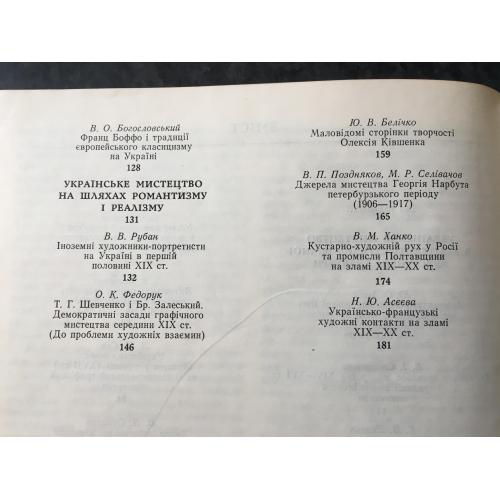 В. О. Богословський
Франц Боффо і традиції
європейського класицизму
на Україні
128
УКРАЇНСЬКЕ МИСТЕЦТВО
НА ШЛЯХАХ РОМАНТИЗМУ
І РЕАЛІЗМУ
131
В. В. Рубан
Іноземні художники-портретисти
на Україні в першій
половині XIX ст.
132
О. К. Федорук
Т. Г. Шевченко і Бр. Залеський.
Демократичні засади графічного
мистецтва середини XIX ст.
(До проблеми художніх взаємин)
146
Ю. В. Белічко
Маловідомі сторінки творчості
Олексія Ківшенка
159
В. П. Поздняков, М. Р. Селівачов
Джерела мистецтва Георгія Нарбута
петербурзького періоду
(1906—1917)
165
В. М. Ханко
Кустарно-художній рух у Росії
та промисли Полтавщини
на зламі XIX—XX ст.
174
Н. Ю. Асєєва
Українсько-французькі
художні контакти на зламі
XIX—XX ст.
181